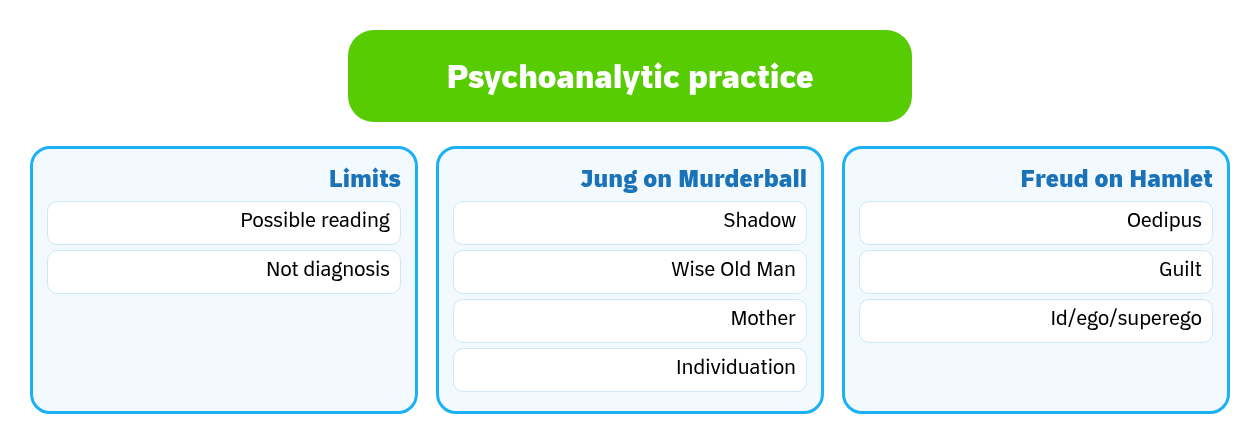 Psychoanalytic practice
Limits
Possible reading
Not diagnosis
Jung on Murderball
Shadow
Wise Old Man
Mother
Individuation
Freud on Hamlet
Oedipus
Guilt
Id/ego/superego